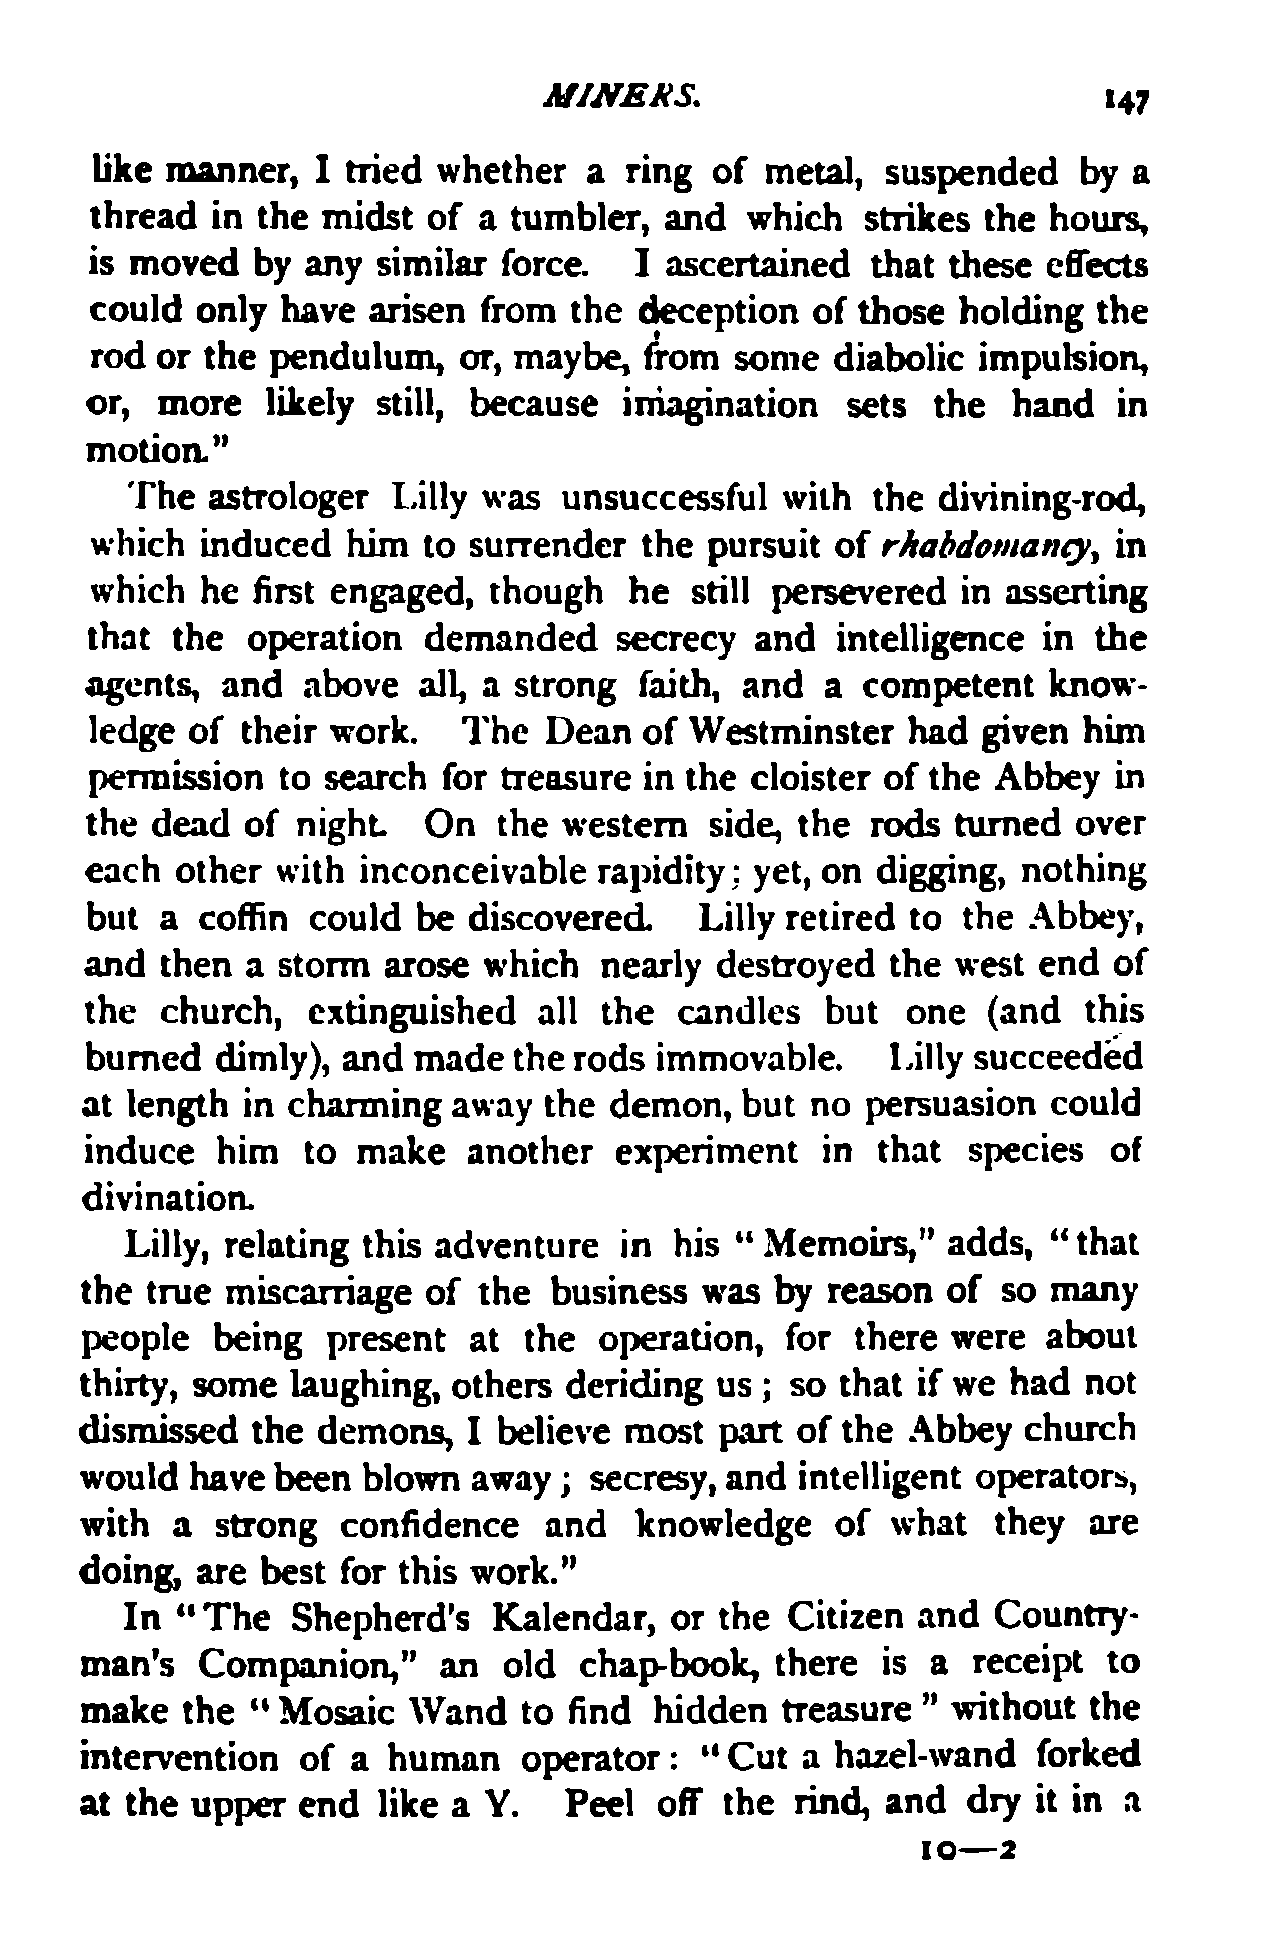 MINERS.
147
like manner, I tried whether a ring of metal, suspended by a
thread in the midst of a tumbler, and which strikes the hours,
is moved by any similar force. I ascertained that these effects
could only have arisen from the deception of those holding the
rod or the pendulum, or, maybe, from some diabolic impulsion,
or, more likely still, because imagination sets the hand in
motion."
The astrologer Lilly was unsuccessful with the divining-rod,
which induced him to surrender the pursuit of rhabdomancy, in
which he first engaged, though he still persevered in asserting
that the operation demanded secrecy and intelligence in the
agents, and above all, a strong faith, and a competent know-
ledge of their work. The Dean of Westminster had given him
permission to search for treasure in the cloister of the Abbey in
the dead of night. On the western side, the rods turned over
each other with inconceivable rapidity; yet, on digging, nothing
but a coffin could be discovered. Lilly retired to the Abbey,
and then a storm arose which nearly destroyed the west end of
the church, extinguished all the candles but one (and this
burned dimly), and made the rods immovable. Lilly succeeded
at length in charming away the demon, but no persuasion could
induce him to make another experiment in that species of
divination.
Lilly, relating this adventure in his "Memoirs," adds, "that
the true miscarriage of the business was by reason of so many
people being present at the operation, for there were about
thirty, some laughing, others deriding us; so that if we had not
dismissed the demons, I believe most part of the Abbey church
would have been blown away; secresy, and intelligent operators,
with a strong confidence and knowledge of what they are
doing, are best for this work."
In "The Shepherd's Kalendar, or the Citizen and Country-
man's Companion," an old chap-book, there is a receipt to
make the "Mosaic Wand to find hidden treasure" without the
intervention of a human operator: "Cut a hazel-wand forked
at the upper end like a Y. Peel off the rind, and dry it in a
10—2